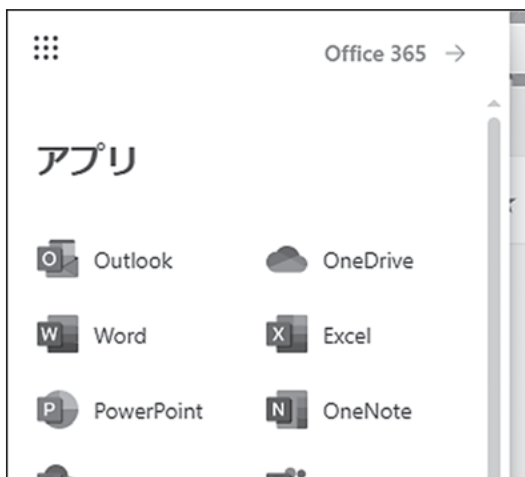 Office 365 →
アプリ
Outlook OneDrive
Word Excel
PowerPoint OneNote